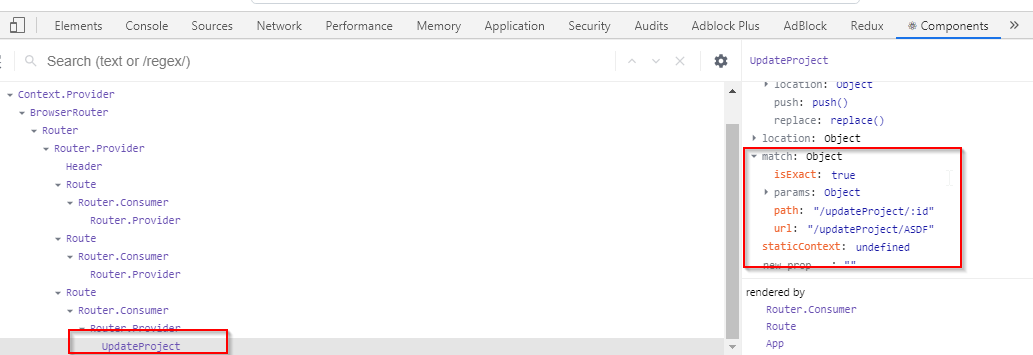 Elements Console Sources Network Performance Memory Application Security Audits Adblock Plus AdBlock Redux Components »
Search (text or /regex/)
Context.Provider
BrowserRouter
Router
Router.Provider
Header
Route
Router.Consumer
Router.Provider
Route
Router.Consumer
Router.Provider
Route
Router.Consumer
Router.Provider
UpdateProject
UpdateProject
location: Object
push: push()
replace: replace()
location: Object
match: Object
isExact: true
params: Object
path: "/updateProject/:id"
url: "/updateProject/ASDF"
staticContext: undefined
new prop : ""
rendered by
Router.Consumer
Route
App